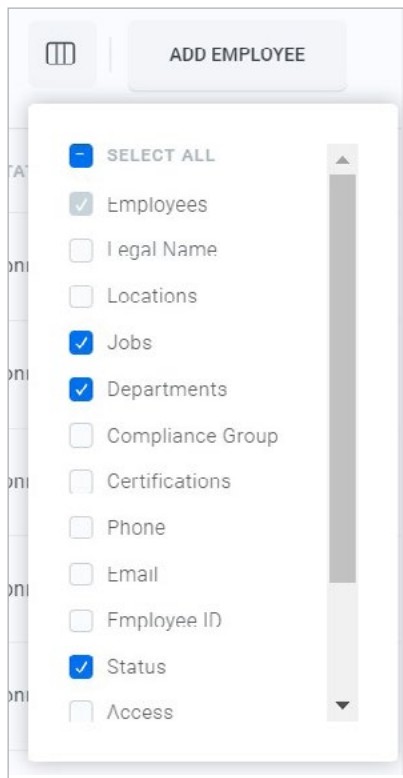 ADD EMPLOYEE
SELECT ALL
Employees
Legal Name
Locations
Jobs
Departments
Compliance Group
Certifications
Phone
Email
Employee ID
Status
Access